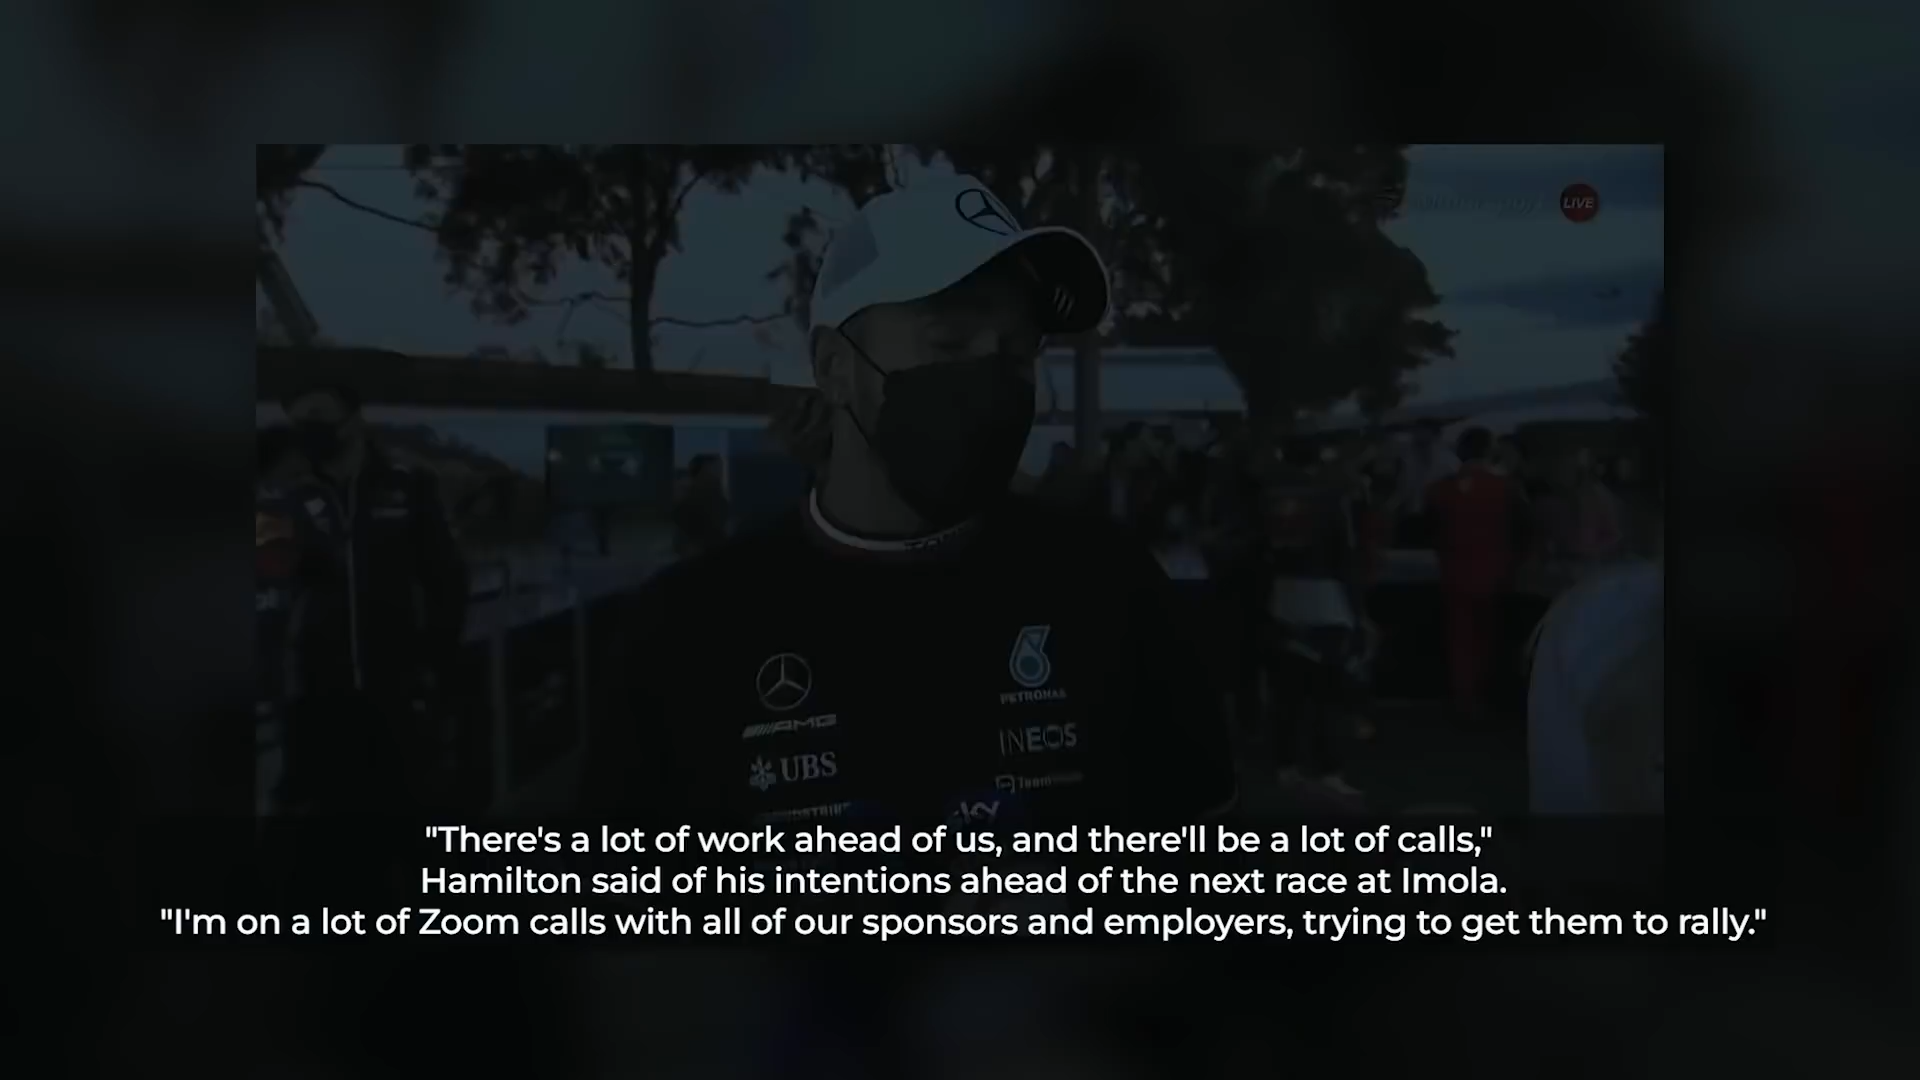 LIVE
PETRONAS
AMG
INEOS
UBS
Team
sky
"There's a lot of work ahead of us, and there'll be a lot of calls,"
Hamilton said of his intentions ahead of the next race at Imola.
"I'm on a lot of Zoom calls with all of our sponsors and employers, trying to get them to rally."